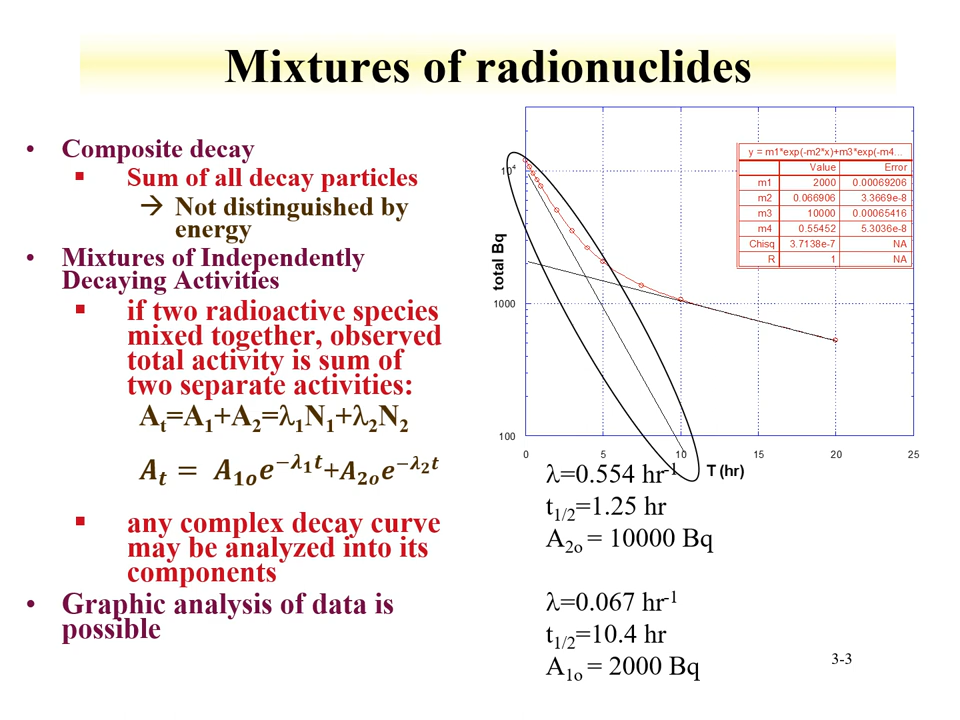 Mixtures of radionuclides
• Composite decay
▪ Sum of all decay particles
→ Not distinguished by
energy
• Mixtures of Independently
Decaying Activities
▪ if two radioactive species
mixed together, observed
total activity is sum of
two separate activities:
Aₜ=A₁+A₂=λ₁N₁+λ₂N₂
𝑨ₜ = 𝑨₁ₒ𝒆^(−𝝀₁𝒕)+𝑨₂ₒ𝒆^(−𝝀₂𝒕)
▪ any complex decay curve
may be analyzed into its
components
• Graphic analysis of data is
possible
total Bq
10⁴
1000
100
0 5 10 15 20 25
T (hr)
y = m1*exp(-m2*x)+m3*exp(-m4...
Value Error
m1 2000 0.00069206
m2 0.066906 3.3669e-8
m3 10000 0.00065416
m4 0.55452 5.3036e-8
Chisq 3.7138e-7 NA
R 1 NA
λ=0.554 hr⁻¹
t₁/₂=1.25 hr
A₂ₒ = 10000 Bq
λ=0.067 hr⁻¹
t₁/₂=10.4 hr
A₁ₒ = 2000 Bq
3-3